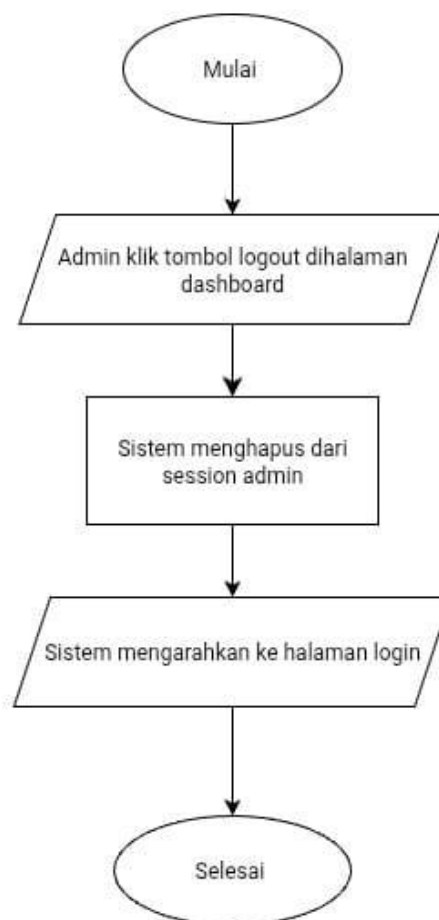 Mulai
Admin klik tombol logout dihalaman
dashboard
Sistem menghapus dari
session admin
Sistem mengarahkan ke halaman login
Selesai